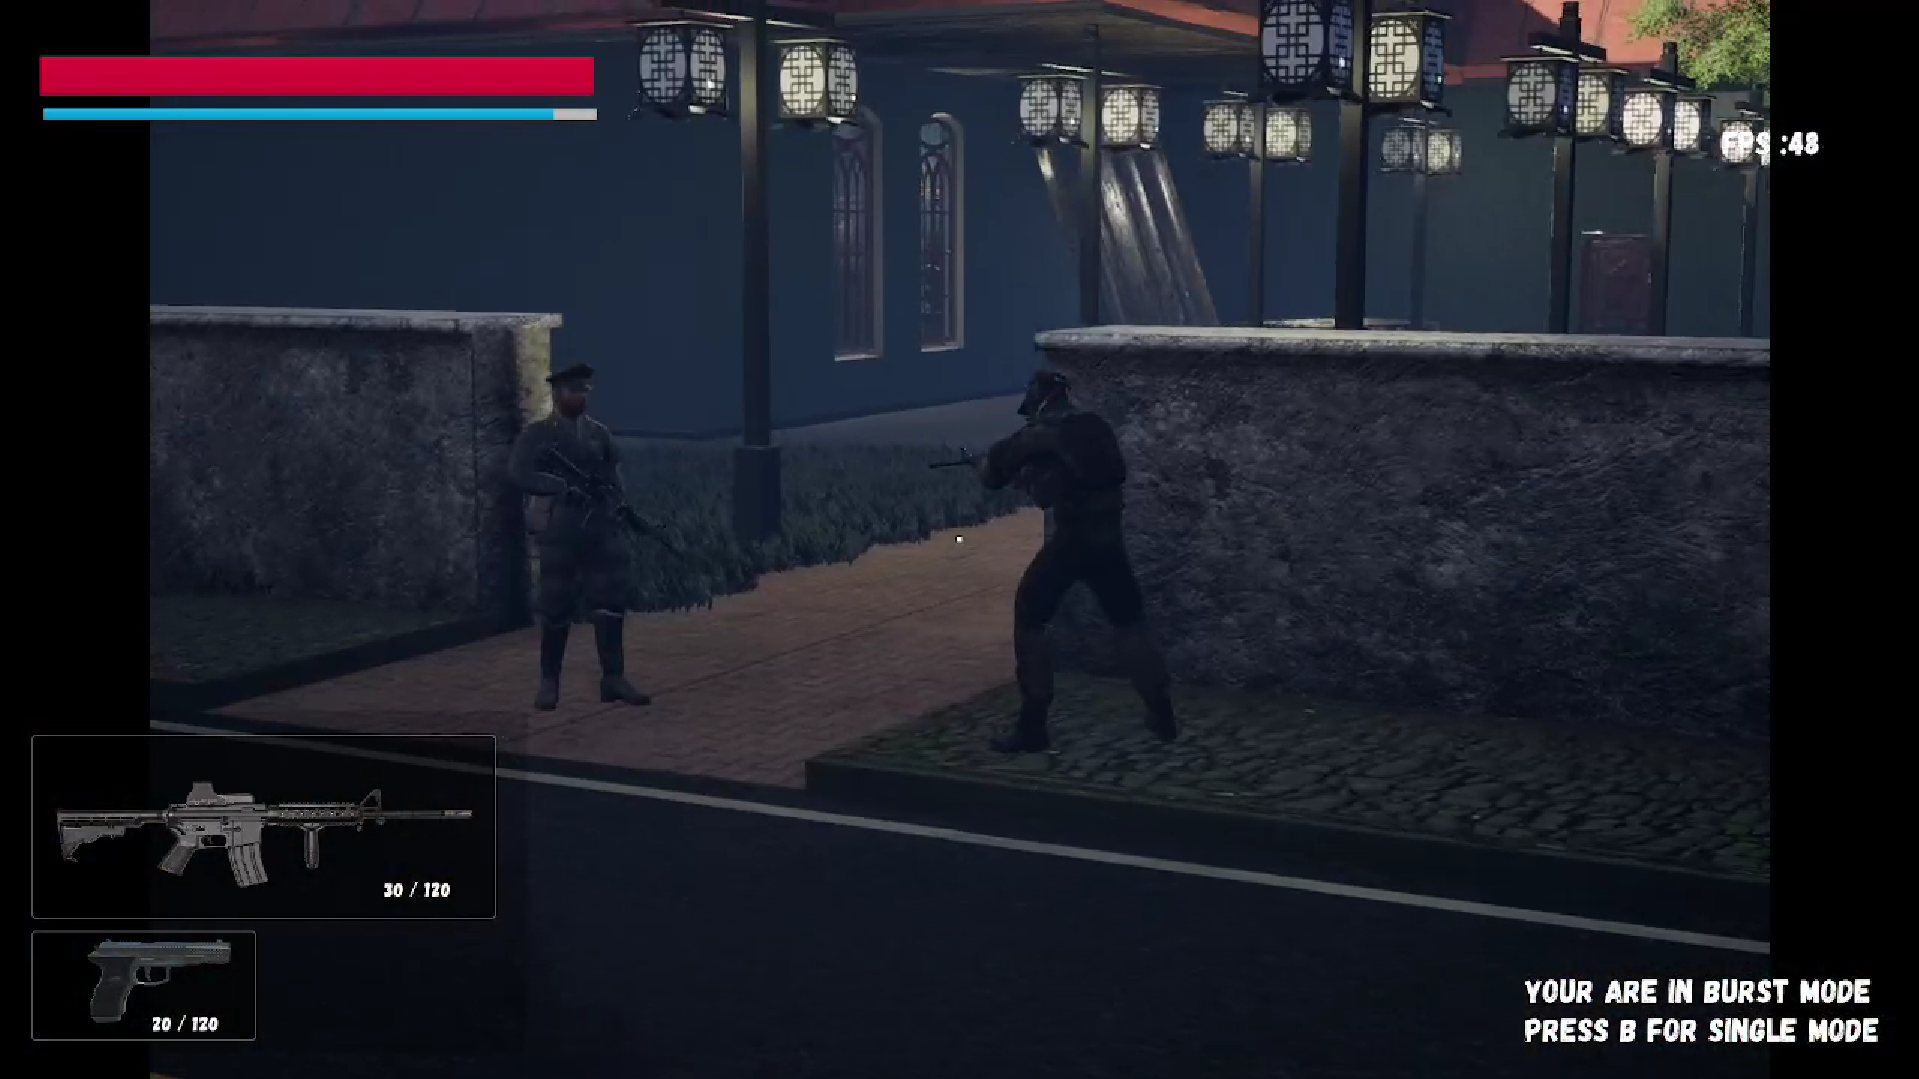 FPS :48
30 / 120
20 / 120
YOUR ARE IN BURST MODE
PRESS B FOR SINGLE MODE